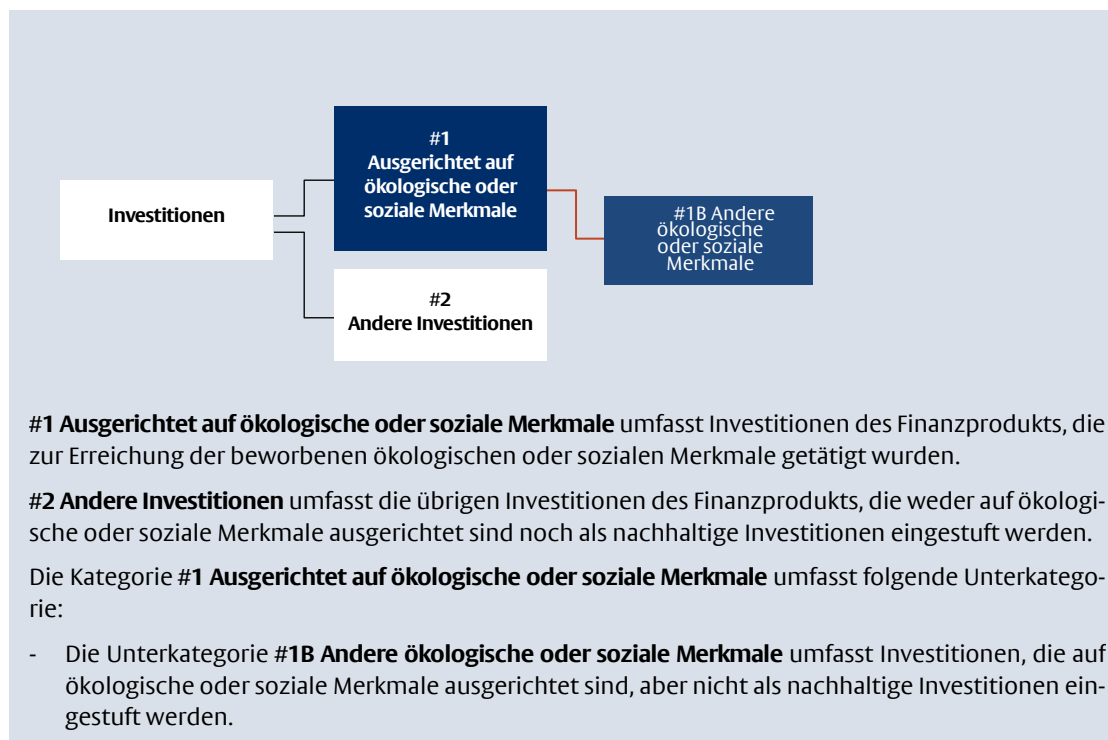 #1
Ausgerichtet auf
ökologische oder
soziale Merkmale
Investitionen
#1B Andere
ökologische
oder soziale
Merkmale
#2
Andere Investitionen
#1 Ausgerichtet auf ökologische oder soziale Merkmale umfasst Investitionen des Finanzprodukts, die
zur Erreichung der beworbenen ökologischen oder sozialen Merkmale getätigt wurden.
#2 Andere Investitionen umfasst die übrigen Investitionen des Finanzprodukts, die weder auf ökologi-
sche oder soziale Merkmale ausgerichtet sind noch als nachhaltige Investitionen eingestuft werden.
Die Kategorie #1 Ausgerichtet auf ökologische oder soziale Merkmale umfasst folgende Unterkatego-
rie:
- Die Unterkategorie #1B Andere ökologische oder soziale Merkmale umfasst Investitionen, die auf
ökologische oder soziale Merkmale ausgerichtet sind, aber nicht als nachhaltige Investitionen ein-
gestuft werden.